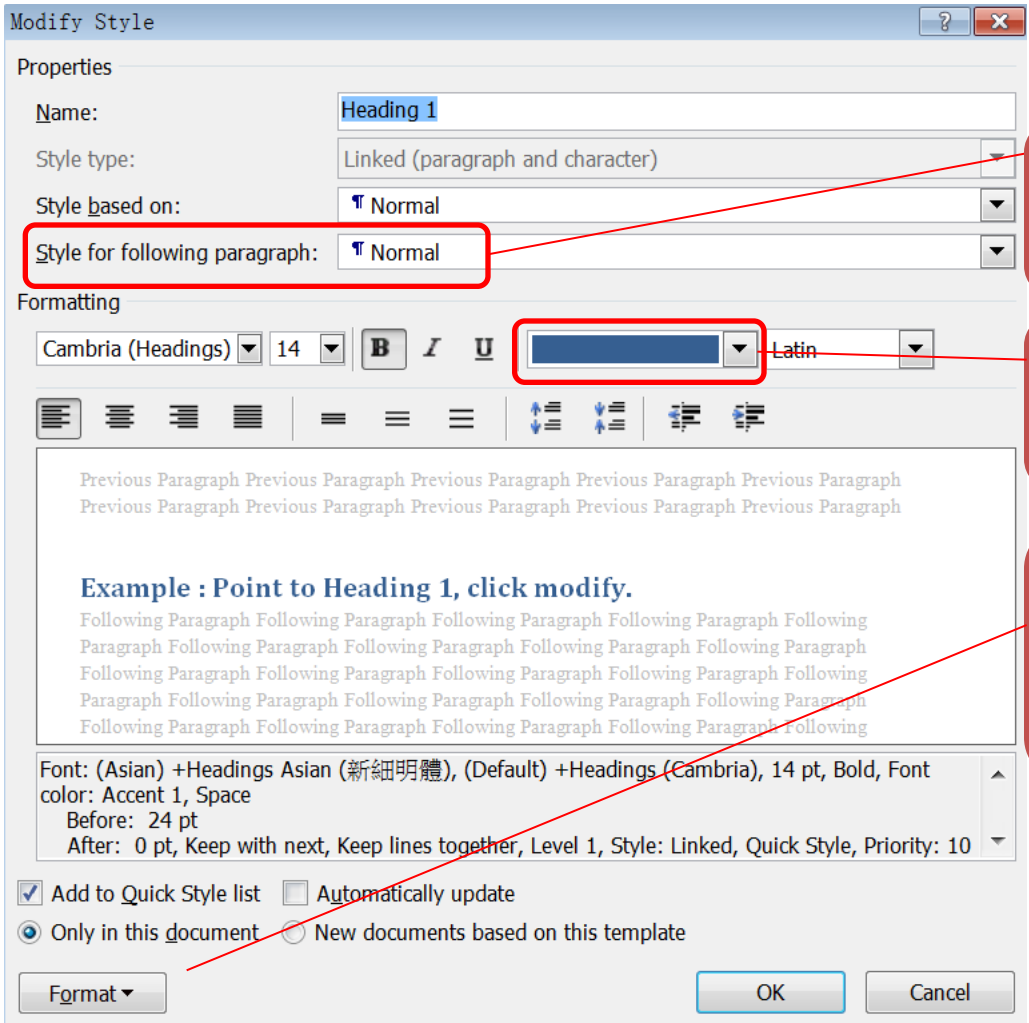 Modify Style
Properties
Name: Heading 1
Style type: Linked (paragraph and character)
Style based on: ¶ Normal
Style for following paragraph: ¶ Normal
Formatting
Cambria (Headings) 14 B I U Latin
Previous Paragraph Previous Paragraph Previous Paragraph Previous Paragraph Previous Paragraph
Previous Paragraph Previous Paragraph Previous Paragraph Previous Paragraph Previous Paragraph
Example : Point to Heading 1, click modify.
Following Paragraph Following Paragraph Following Paragraph Following Paragraph Following
Paragraph Following Paragraph Following Paragraph Following Paragraph Following Paragraph
Following Paragraph Following Paragraph Following Paragraph Following Paragraph Following
Paragraph Following Paragraph Following Paragraph Following Paragraph Following Paragraph
Following Paragraph Following Paragraph Following Paragraph Following Paragraph Following
Font: (Asian) +Headings Asian (新細明體), (Default) +Headings (Cambria), 14 pt, Bold, Font
color: Accent 1, Space
Before: 24 pt
After: 0 pt, Keep with next, Keep lines together, Level 1, Style: Linked, Quick Style, Priority: 10
Add to Quick Style list Automatically update
Only in this document New documents based on this template
Format OK Cancel